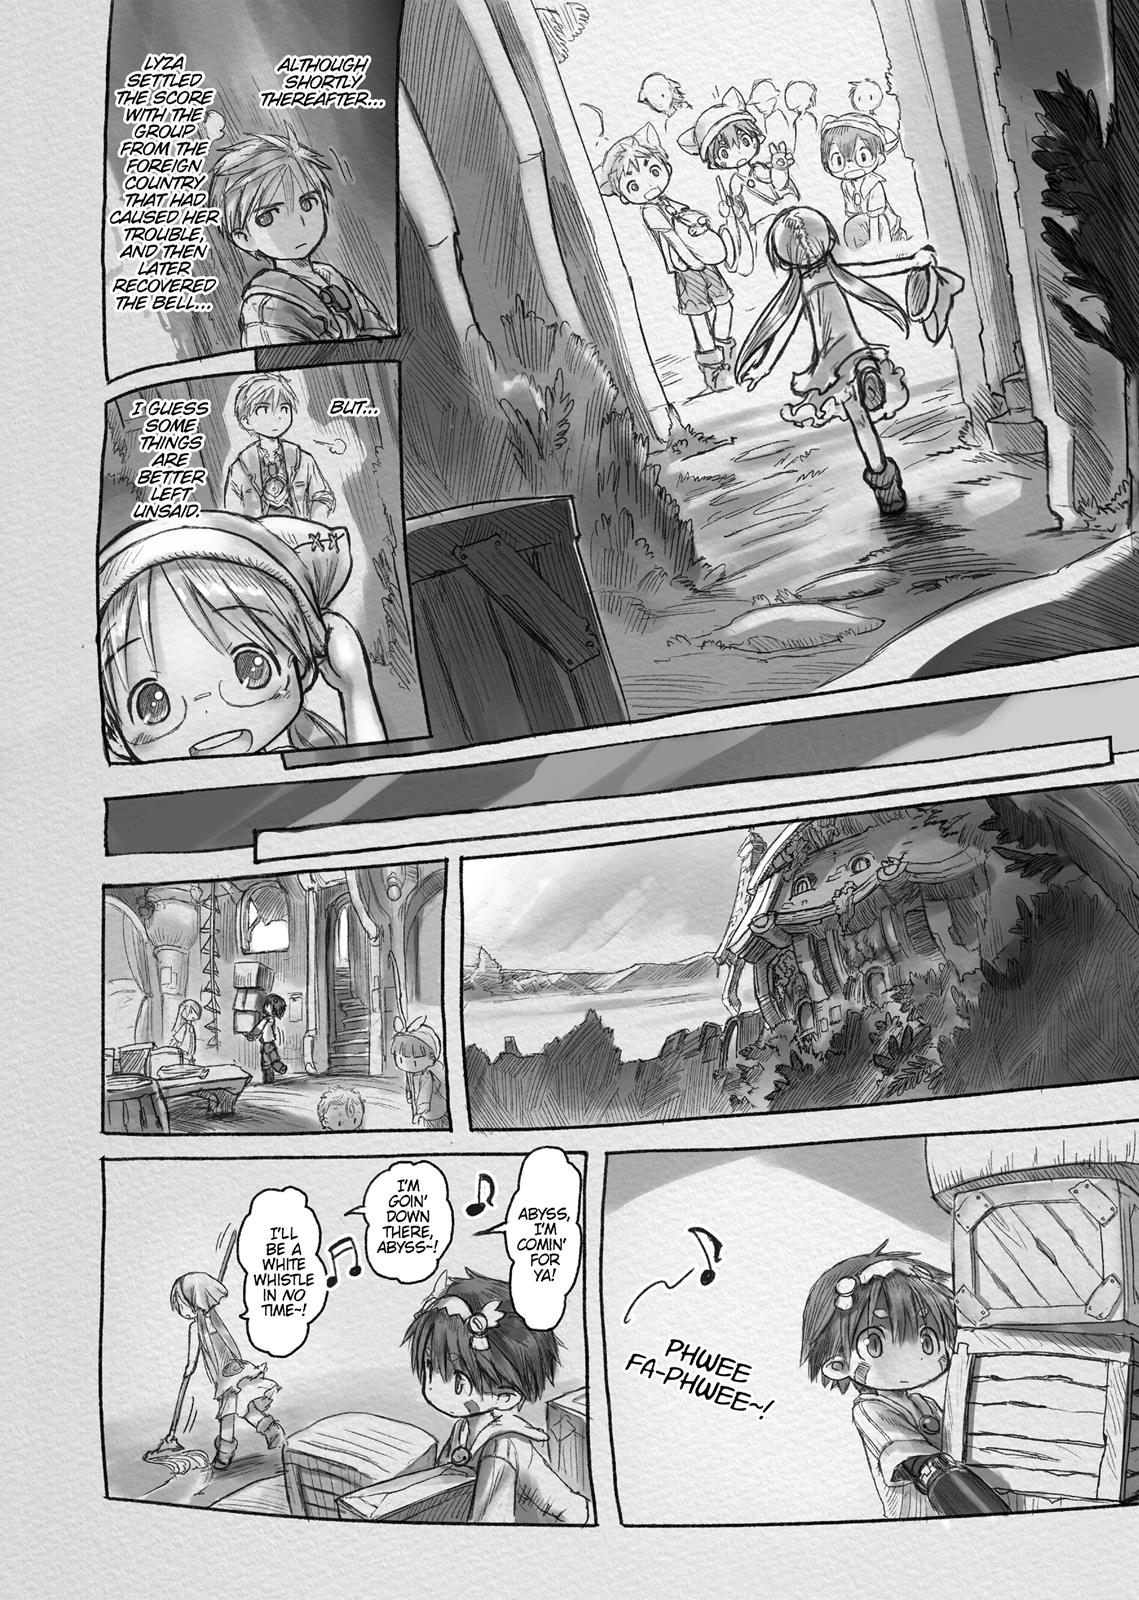 ALTHOUGH
SHORTLY
THEREAFTER...
LYZA
SETTLED
THE SCORE
WITH THE
GROUP
FROM THE
FOREIGN
COUNTRY
THAT HAD
CAUSED HER
TROUBLE,
AND THEN
LATER
RECOVERED
THE BELL...
BUT...
I GUESS
SOME
THINGS
ARE
BETTER
LEFT
UNSAID.
PHWEE
FA-PHWEE~!
ABYSS,
I'M
COMIN'
FOR
YA!
I'M
GOIN'
DOWN
THERE,
ABYSS~!
I'LL
BE A
WHITE
WHISTLE
IN NO
TIME~!